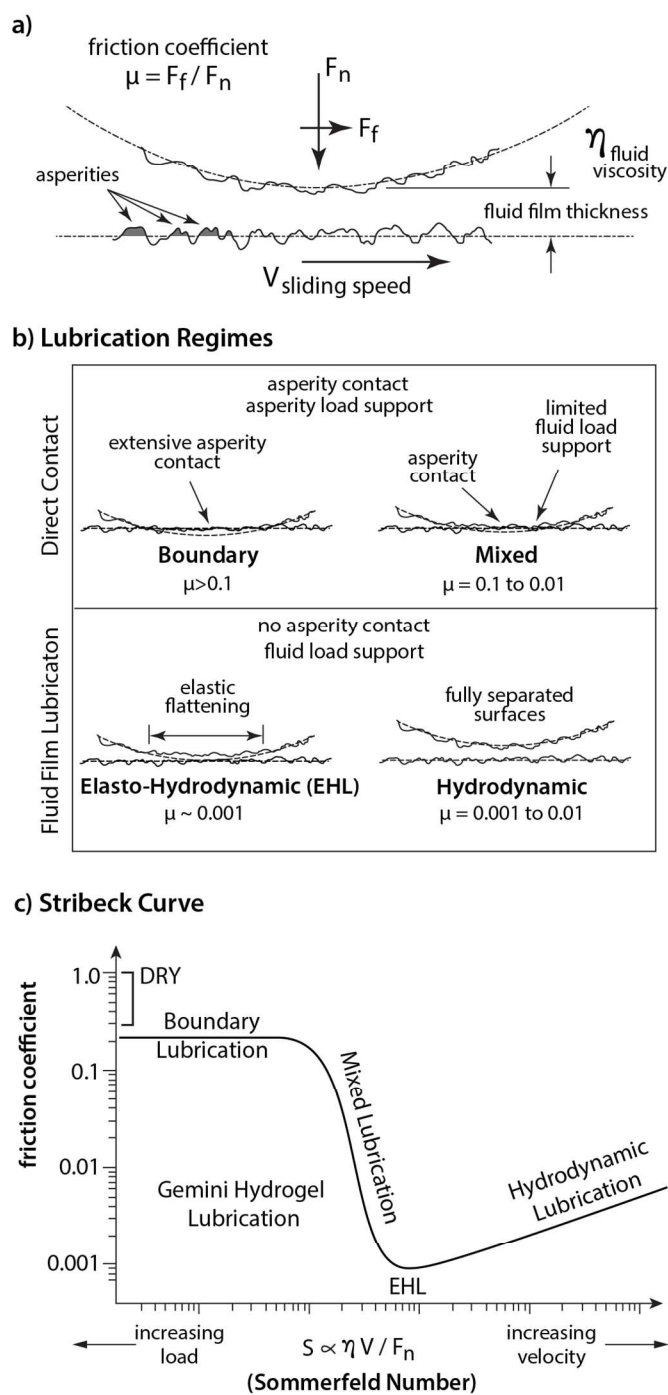 a)
friction coefficient
μ = Ff / Fn
Fn
Ff
η fluid
viscosity
asperities
fluid film thickness
V sliding speed
b) Lubrication Regimes
Direct Contact
asperity contact
asperity load support
extensive asperity
contact
Boundary
μ>0.1
asperity
contact
limited
fluid load
support
Mixed
μ = 0.1 to 0.01
Fluid Film Lubricaton
no asperity contact
fluid load support
elastic
flattening
Elasto-Hydrodynamic (EHL)
μ ~ 0.001
fully separated
surfaces
Hydrodynamic
μ = 0.001 to 0.01
c) Stribeck Curve
friction coefficient
1.0
0.1
0.01
0.001
DRY
Boundary
Lubrication
Mixed Lubrication
Gemini Hydrogel
Lubrication
EHL
Hydrodynamic
Lubrication
increasing
load
S ∝ η V / Fn
(Sommerfeld Number)
increasing
velocity